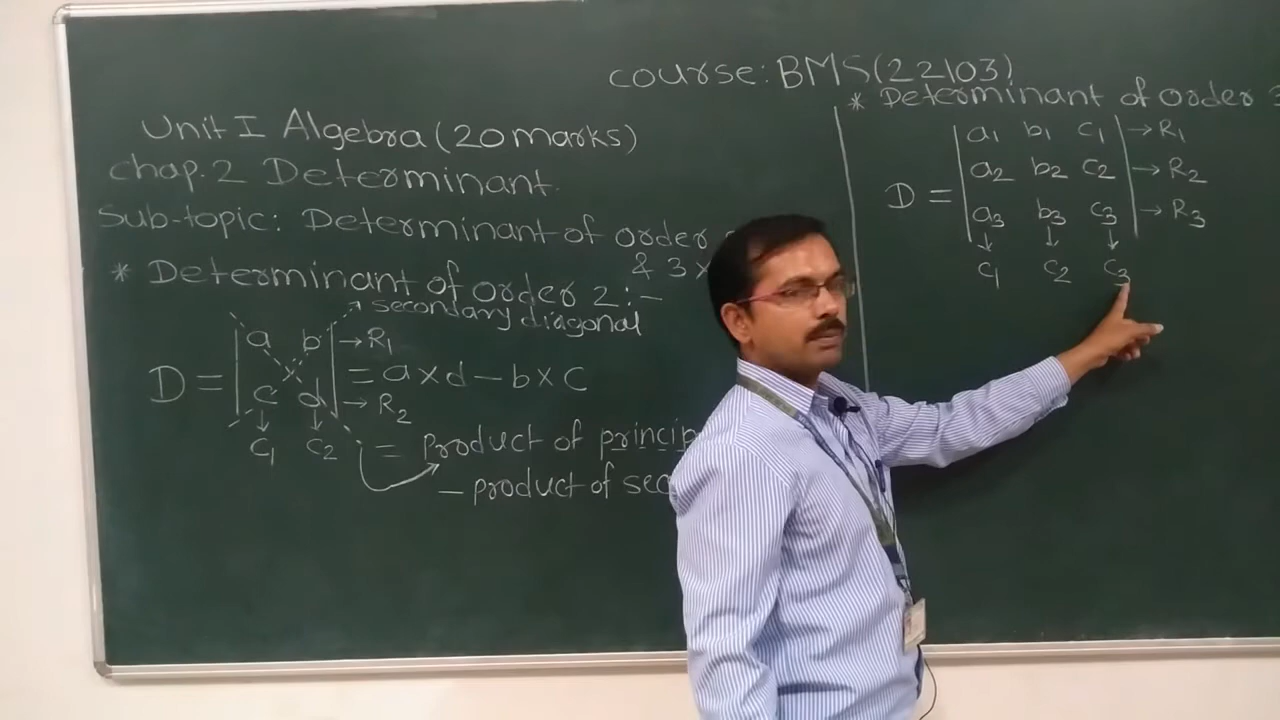 course: BMS(22103)
Unit I Algebra (20 marks)
chap. 2 Determinant
Sub-topic: Determinant of order
& 3 x
* Determinant of order 2:-
secondary diagonal
a b → R1
D = = a x d - b x c
c d → R2
↓ ↓
c1 c2
= product of
- product of
* Determinant of order
a1 b1 c1 → R1
a2 b2 c2 → R2
D =
a3 b3 c3 → R3
↓ ↓ ↓
c1 c2 c3